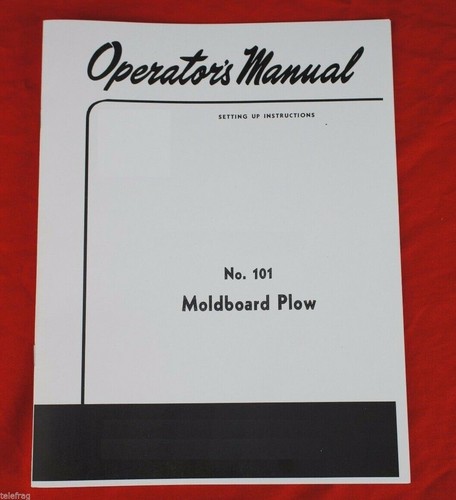 Operator's Manual
SETTING UP INSTRUCTIONS
No. 101
Moldboard Plow
telefrag